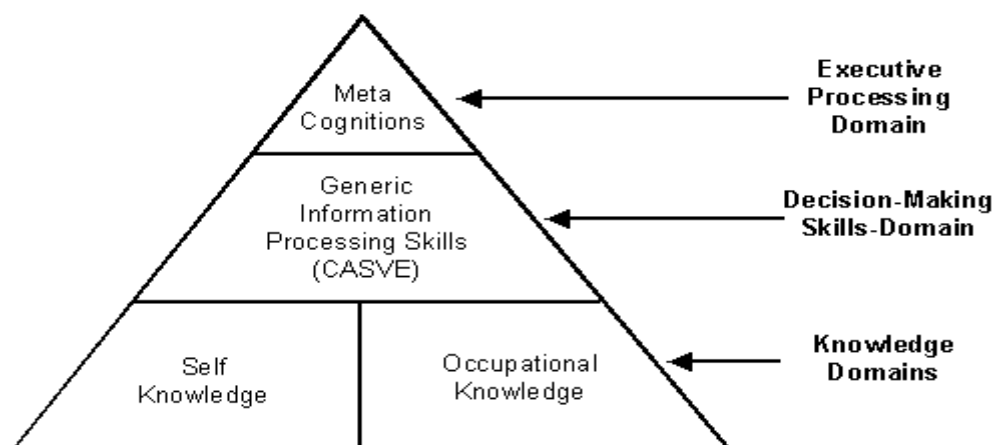 Meta
Cognitions
Executive
Processing
Domain
Generic
Information
Processing Skills
(CASVE)
Decision-Making
Skills-Domain
Self
Knowledge
Occupational
Knowledge
Knowledge
Domains